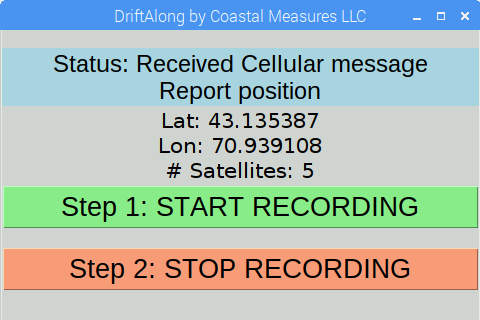 DriftAlong by Coastal Measures LLC
Status: Received Cellular message
Report position
Lat: 43.135387
Lon: 70.939108
# Satellites: 5
Step 1: START RECORDING
Step 2: STOP RECORDING